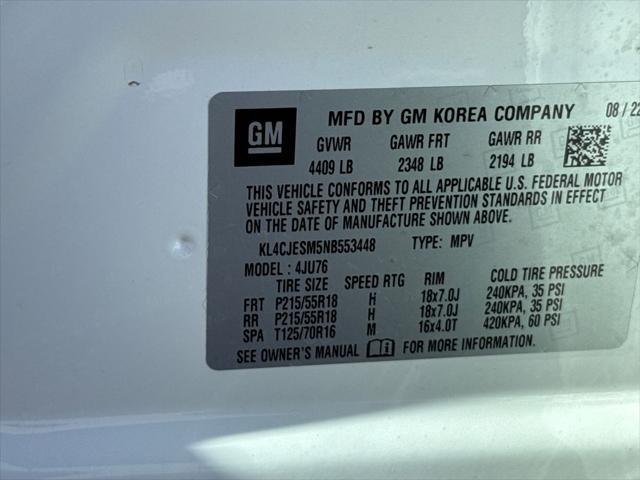 GM
MFD BY GM KOREA COMPANY 08 / 22
GVWR GAWR FRT GAWR RR
4409 LB 2348 LB 2194 LB
THIS VEHICLE CONFORMS TO ALL APPLICABLE U.S. FEDERAL MOTOR
VEHICLE SAFETY AND THEFT PREVENTION STANDARDS IN EFFECT
ON THE DATE OF MANUFACTURE SHOWN ABOVE.
KL4CJESM5NB553448 TYPE: MPV
MODEL : 4JU76
TIRE SIZE SPEED RTG RIM COLD TIRE PRESSURE
FRT P215/55R18 H 18x7.0J 240KPA, 35 PSI
RR P215/55R18 H 18x7.0J 240KPA, 35 PSI
SPA T125/70R16 M 16x4.0T 420KPA, 60 PSI
SEE OWNER'S MANUAL FOR MORE INFORMATION.